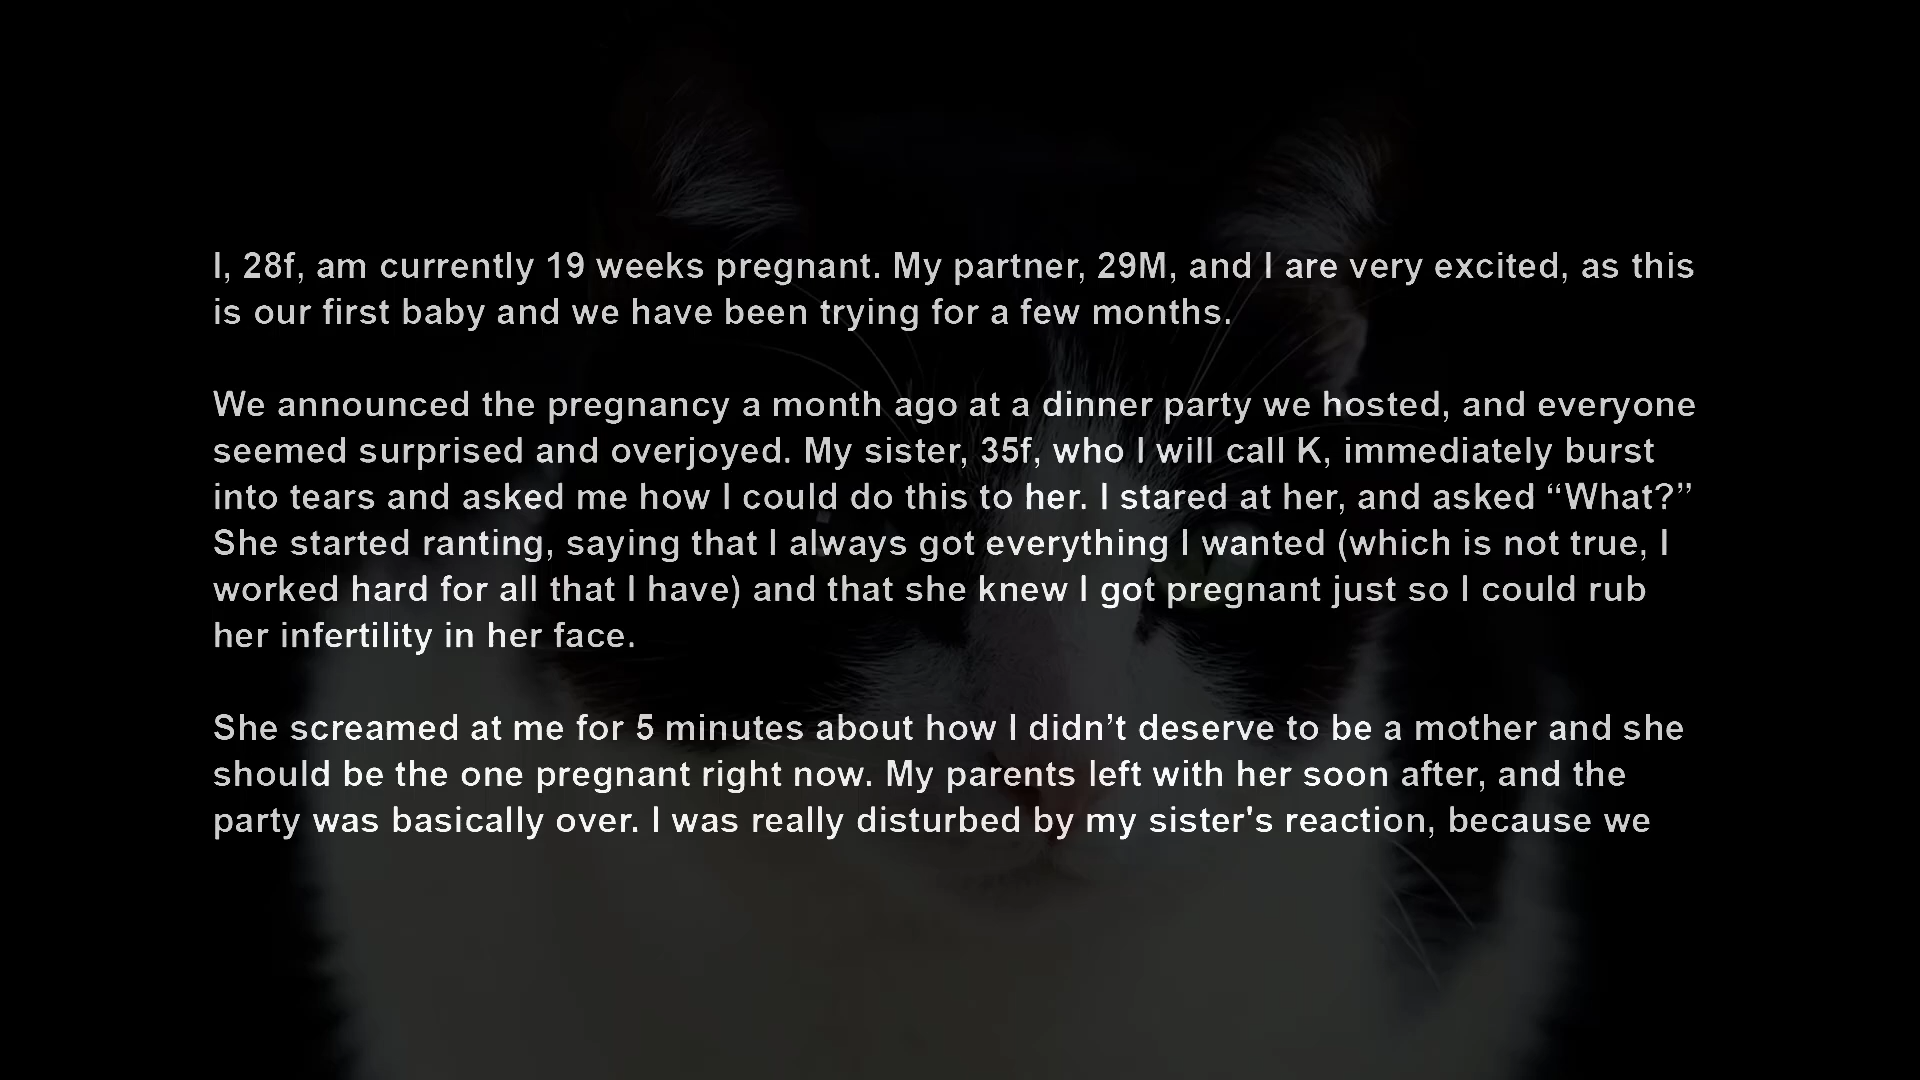 I, 28f, am currently 19 weeks pregnant. My partner, 29M, and I are very excited, as this
is our first baby and we have been trying for a few months.
We announced the pregnancy a month ago at a dinner party we hosted, and everyone
seemed surprised and overjoyed. My sister, 35f, who I will call K, immediately burst
into tears and asked me how I could do this to her. I stared at her, and asked “What?”
She started ranting, saying that I always got everything I wanted (which is not true, I
worked hard for all that I have) and that she knew I got pregnant just so I could rub
her infertility in her face.
She screamed at me for 5 minutes about how I didn’t deserve to be a mother and she
should be the one pregnant right now. My parents left with her soon after, and the
party was basically over. I was really disturbed by my sister's reaction, because we